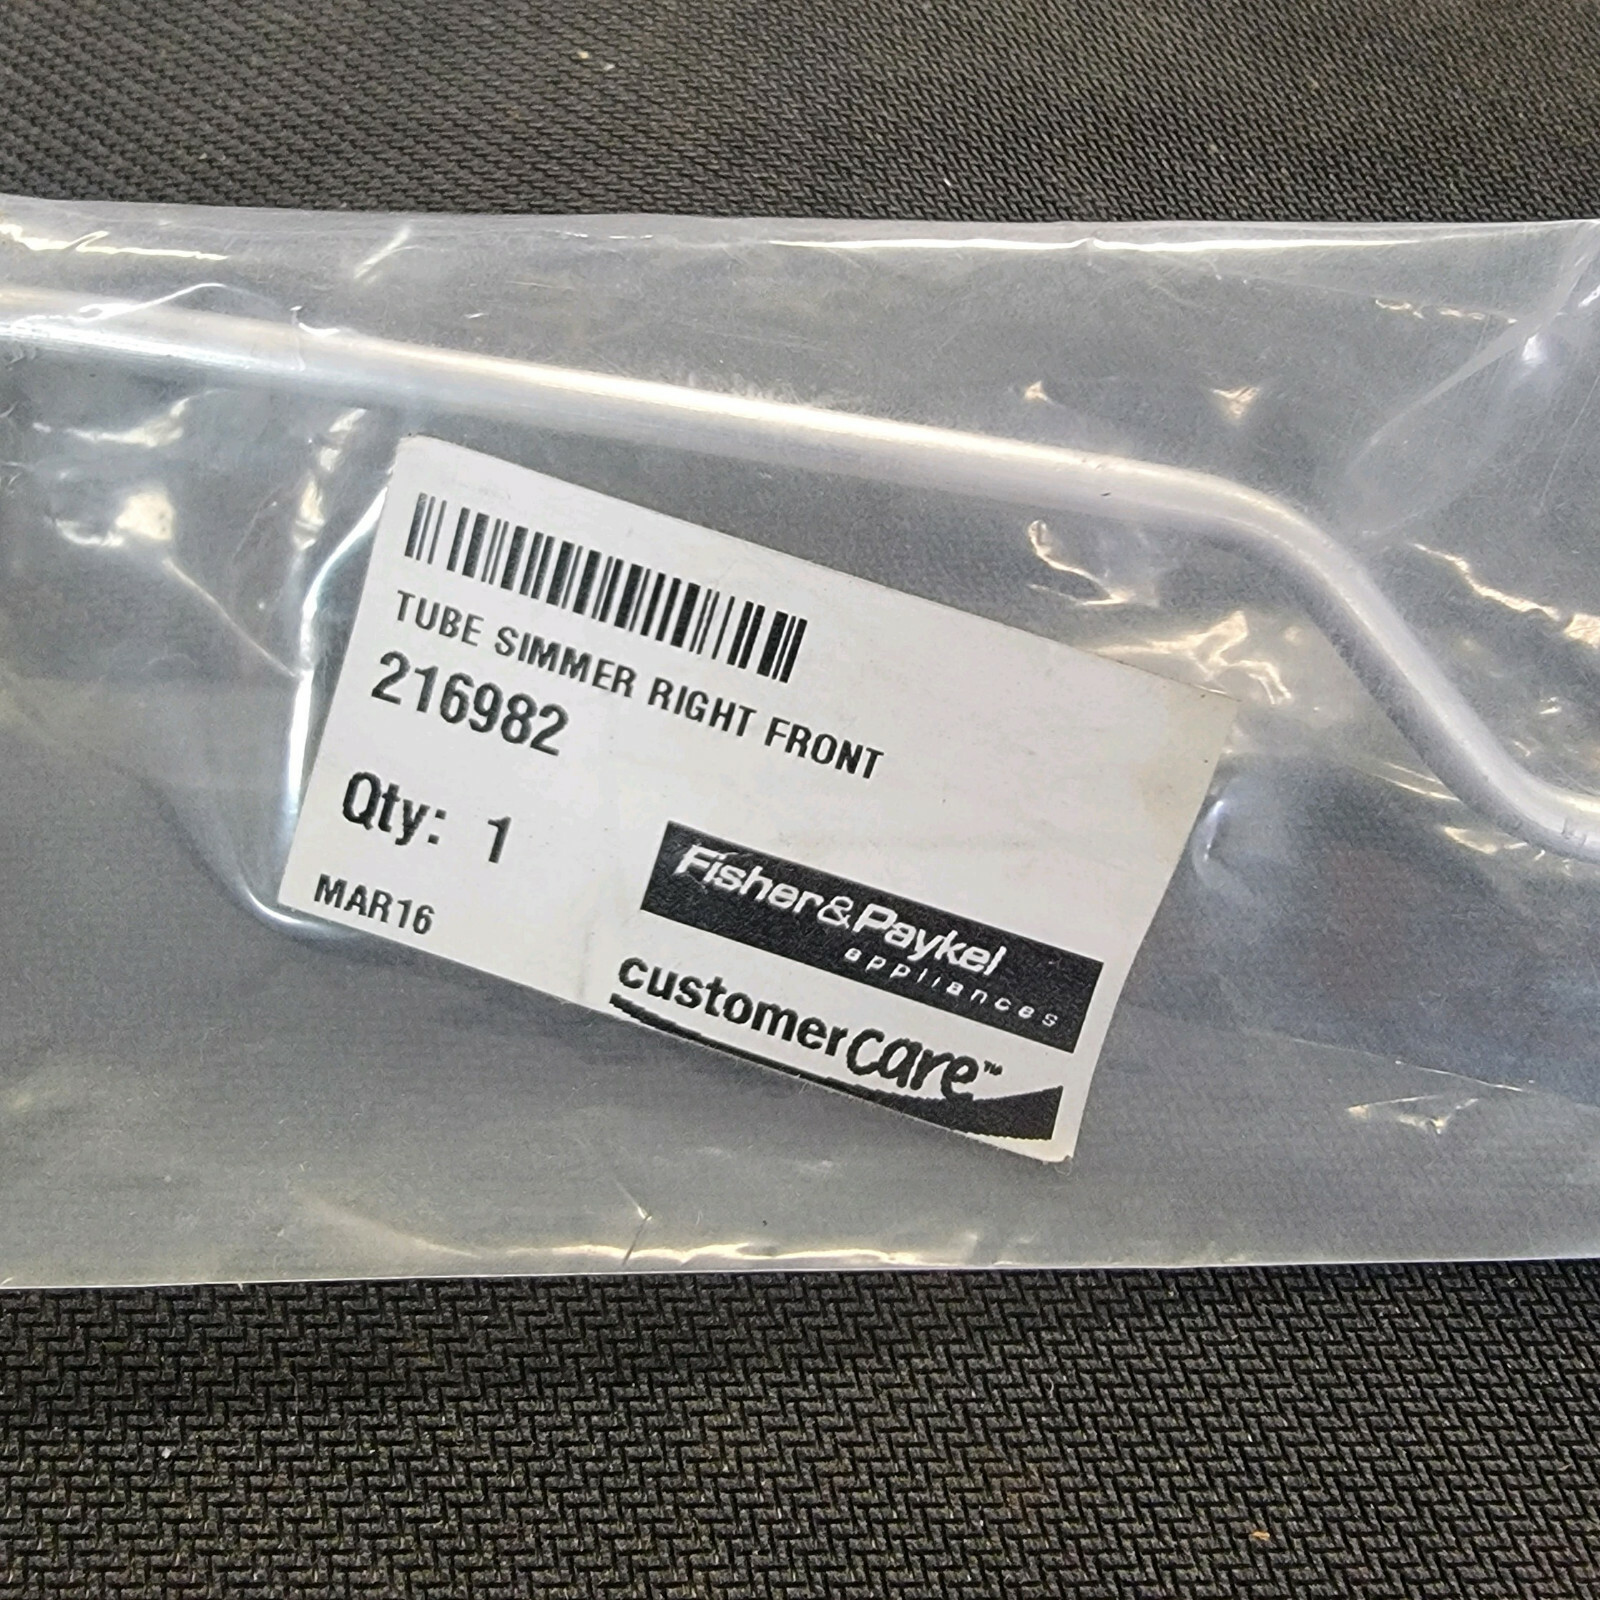 TUBE SIMMER RIGHT FRONT
216982
Qty: 1
MAR16
Fisher&Paykel
appliances
customercare™